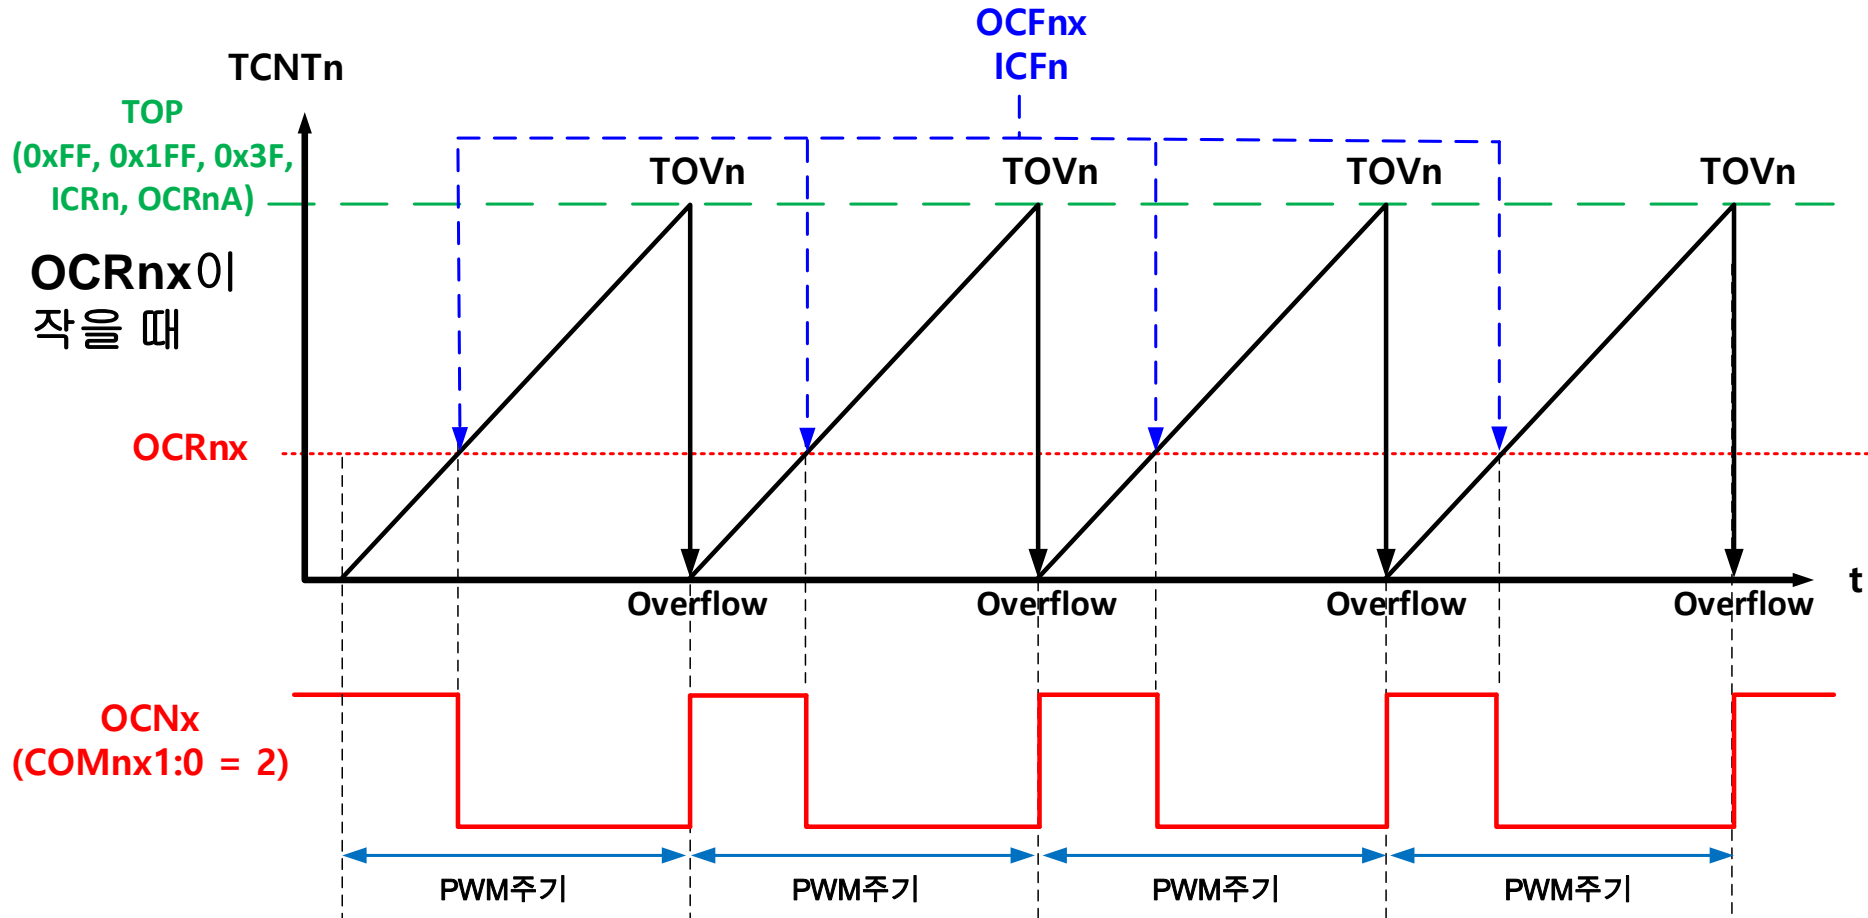 OCFnx
ICFn
TCNTn
TOP
(0xFF, 0x1FF, 0x3F,
ICRn, OCRnA)
TOVn TOVn TOVn TOVn
OCRnx이
작을 때
OCRnx
t
Overflow Overflow Overflow Overflow
OCNx
(COMnx1:0 = 2)
PWM주기 PWM주기 PWM주기 PWM주기